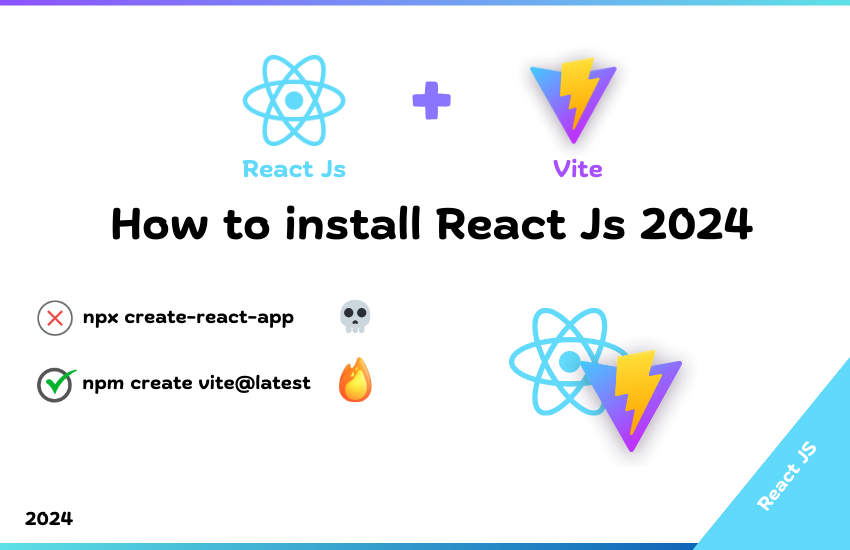 React Js
Vite
How to install React Js 2024
npx create-react-app
npm create vite@latest
React JS
2024